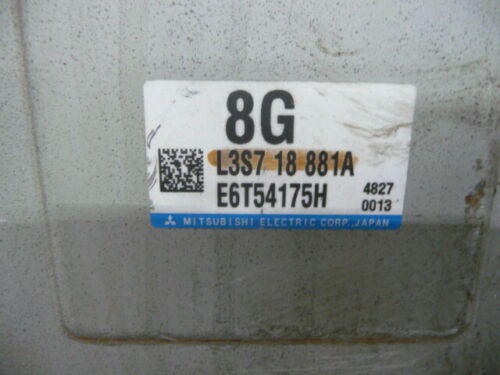 8G
L3S7 18 881A
E6T54175H
4827
0013
MITSUBISHI ELECTRIC CORP., JAPAN